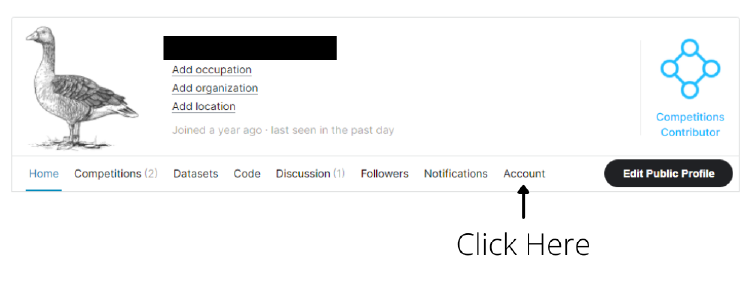 Add occupation
Add organization
Add location
Joined a year ago · last seen in the past day
Competitions
Contributor
Home Competitions (2) Datasets Code Discussion (1) Followers Notifications Account Edit Public Profile
Click Here